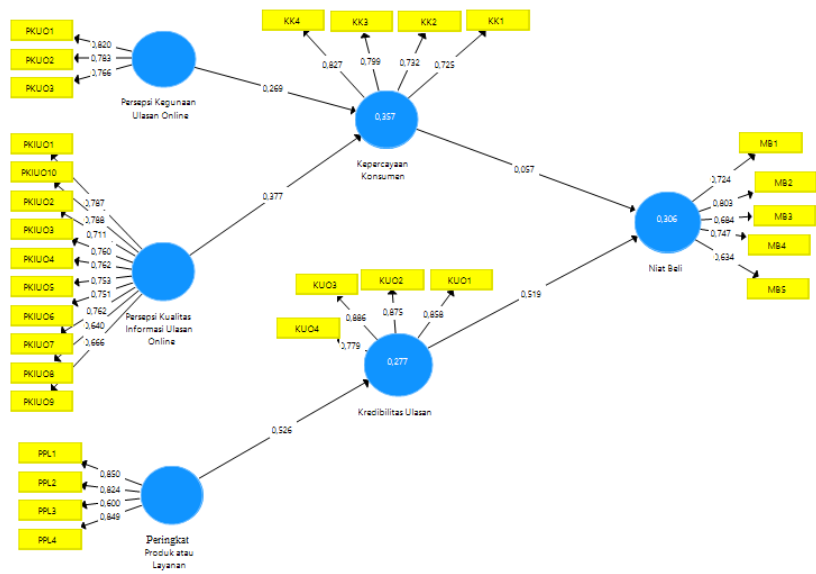 PKUO1
PKUO2
PKUO3
0,820
0,783
0,766
Persepsi Kegunaan
Ulasan Online
KK4
KK3
KK2
KK1
0,827
0,799
0,732
0,725
0,269
0,357
Kepercayaan
Konsumen
PKIUO1
PKIUO10
PKIUO2
PKIUO3
PKIUO4
PKIUO5
PKIUO6
PKIUO7
PKIUO8
PKIUO9
0,787
0,788
0,711
0,760
0,762
0,753
0,751
0,762
0,640
0,666
Persepsi Kualitas
Informasi Ulasan
Online
0,377
0,057
MB1
MB2
MB3
MB4
MB5
0,724
0,803
0,684
0,747
0,634
0,306
Niat Beli
KUO3
KUO2
KUO1
KUO4
0,886
0,875
0,858
0,779
0,277
Kredibilitas Ulasan
0,519
0,526
PPL1
PPL2
PPL3
PPL4
0,850
0,824
0,600
0,849
Peringkat
Produk atau
Layanan